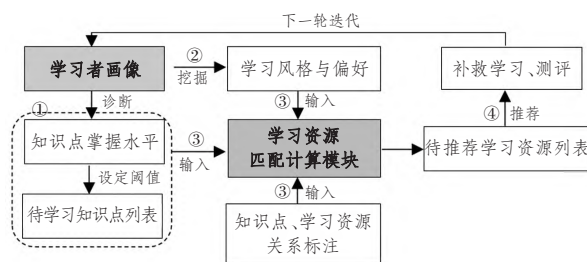 下一轮迭代
学习者画像
②
挖掘
学习风格与偏好
补救学习、测评
①
诊断
③
输入
④
推荐
知识点掌握水平
③
输入
学习资源
匹配计算模块
待推荐学习资源列表
设定阈值
③
输入
待学习知识点列表
知识点、学习资源
关系标注